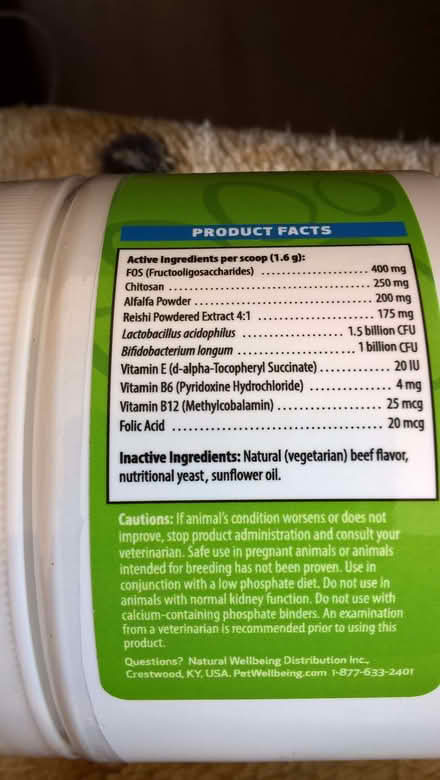 PRODUCT FACTS
Active Ingredients per scoop (1.6 g):
FOS (Fructooligosaccharides) .................... 400 mg
Chitosan .................... 250 mg
Alfalfa Powder .................... 200 mg
Reishi Powdered Extract 4:1 .................... 175 mg
Lactobacillus acidophilus .................... 1.5 billion CFU
Bifidobacterium longum .................... 1 billion CFU
Vitamin E (d-alpha-Tocopheryl Succinate) .................... 20 IU
Vitamin B6 (Pyridoxine Hydrochloride) .................... 4 mg
Vitamin B12 (Methylcobalamin) .................... 25 mcg
Folic Acid .................... 20 mcg
Inactive Ingredients: Natural (vegetarian) beef flavor,
nutritional yeast, sunflower oil.
Cautions: If animal's condition worsens or does not
improve, stop product administration and consult your
veterinarian. Safe use in pregnant animals or animals
intended for breeding has not been proven. Use in
conjunction with a low phosphate diet. Do not use in
animals with normal kidney function. Do not use with
calcium-containing phosphate binders. An examination
from a veterinarian is recommended prior to using this
product.
Questions? Natural Wellbeing Distribution Inc.,
Crestwood, KY, USA. PetWellbeing.com 1-877-633-2401